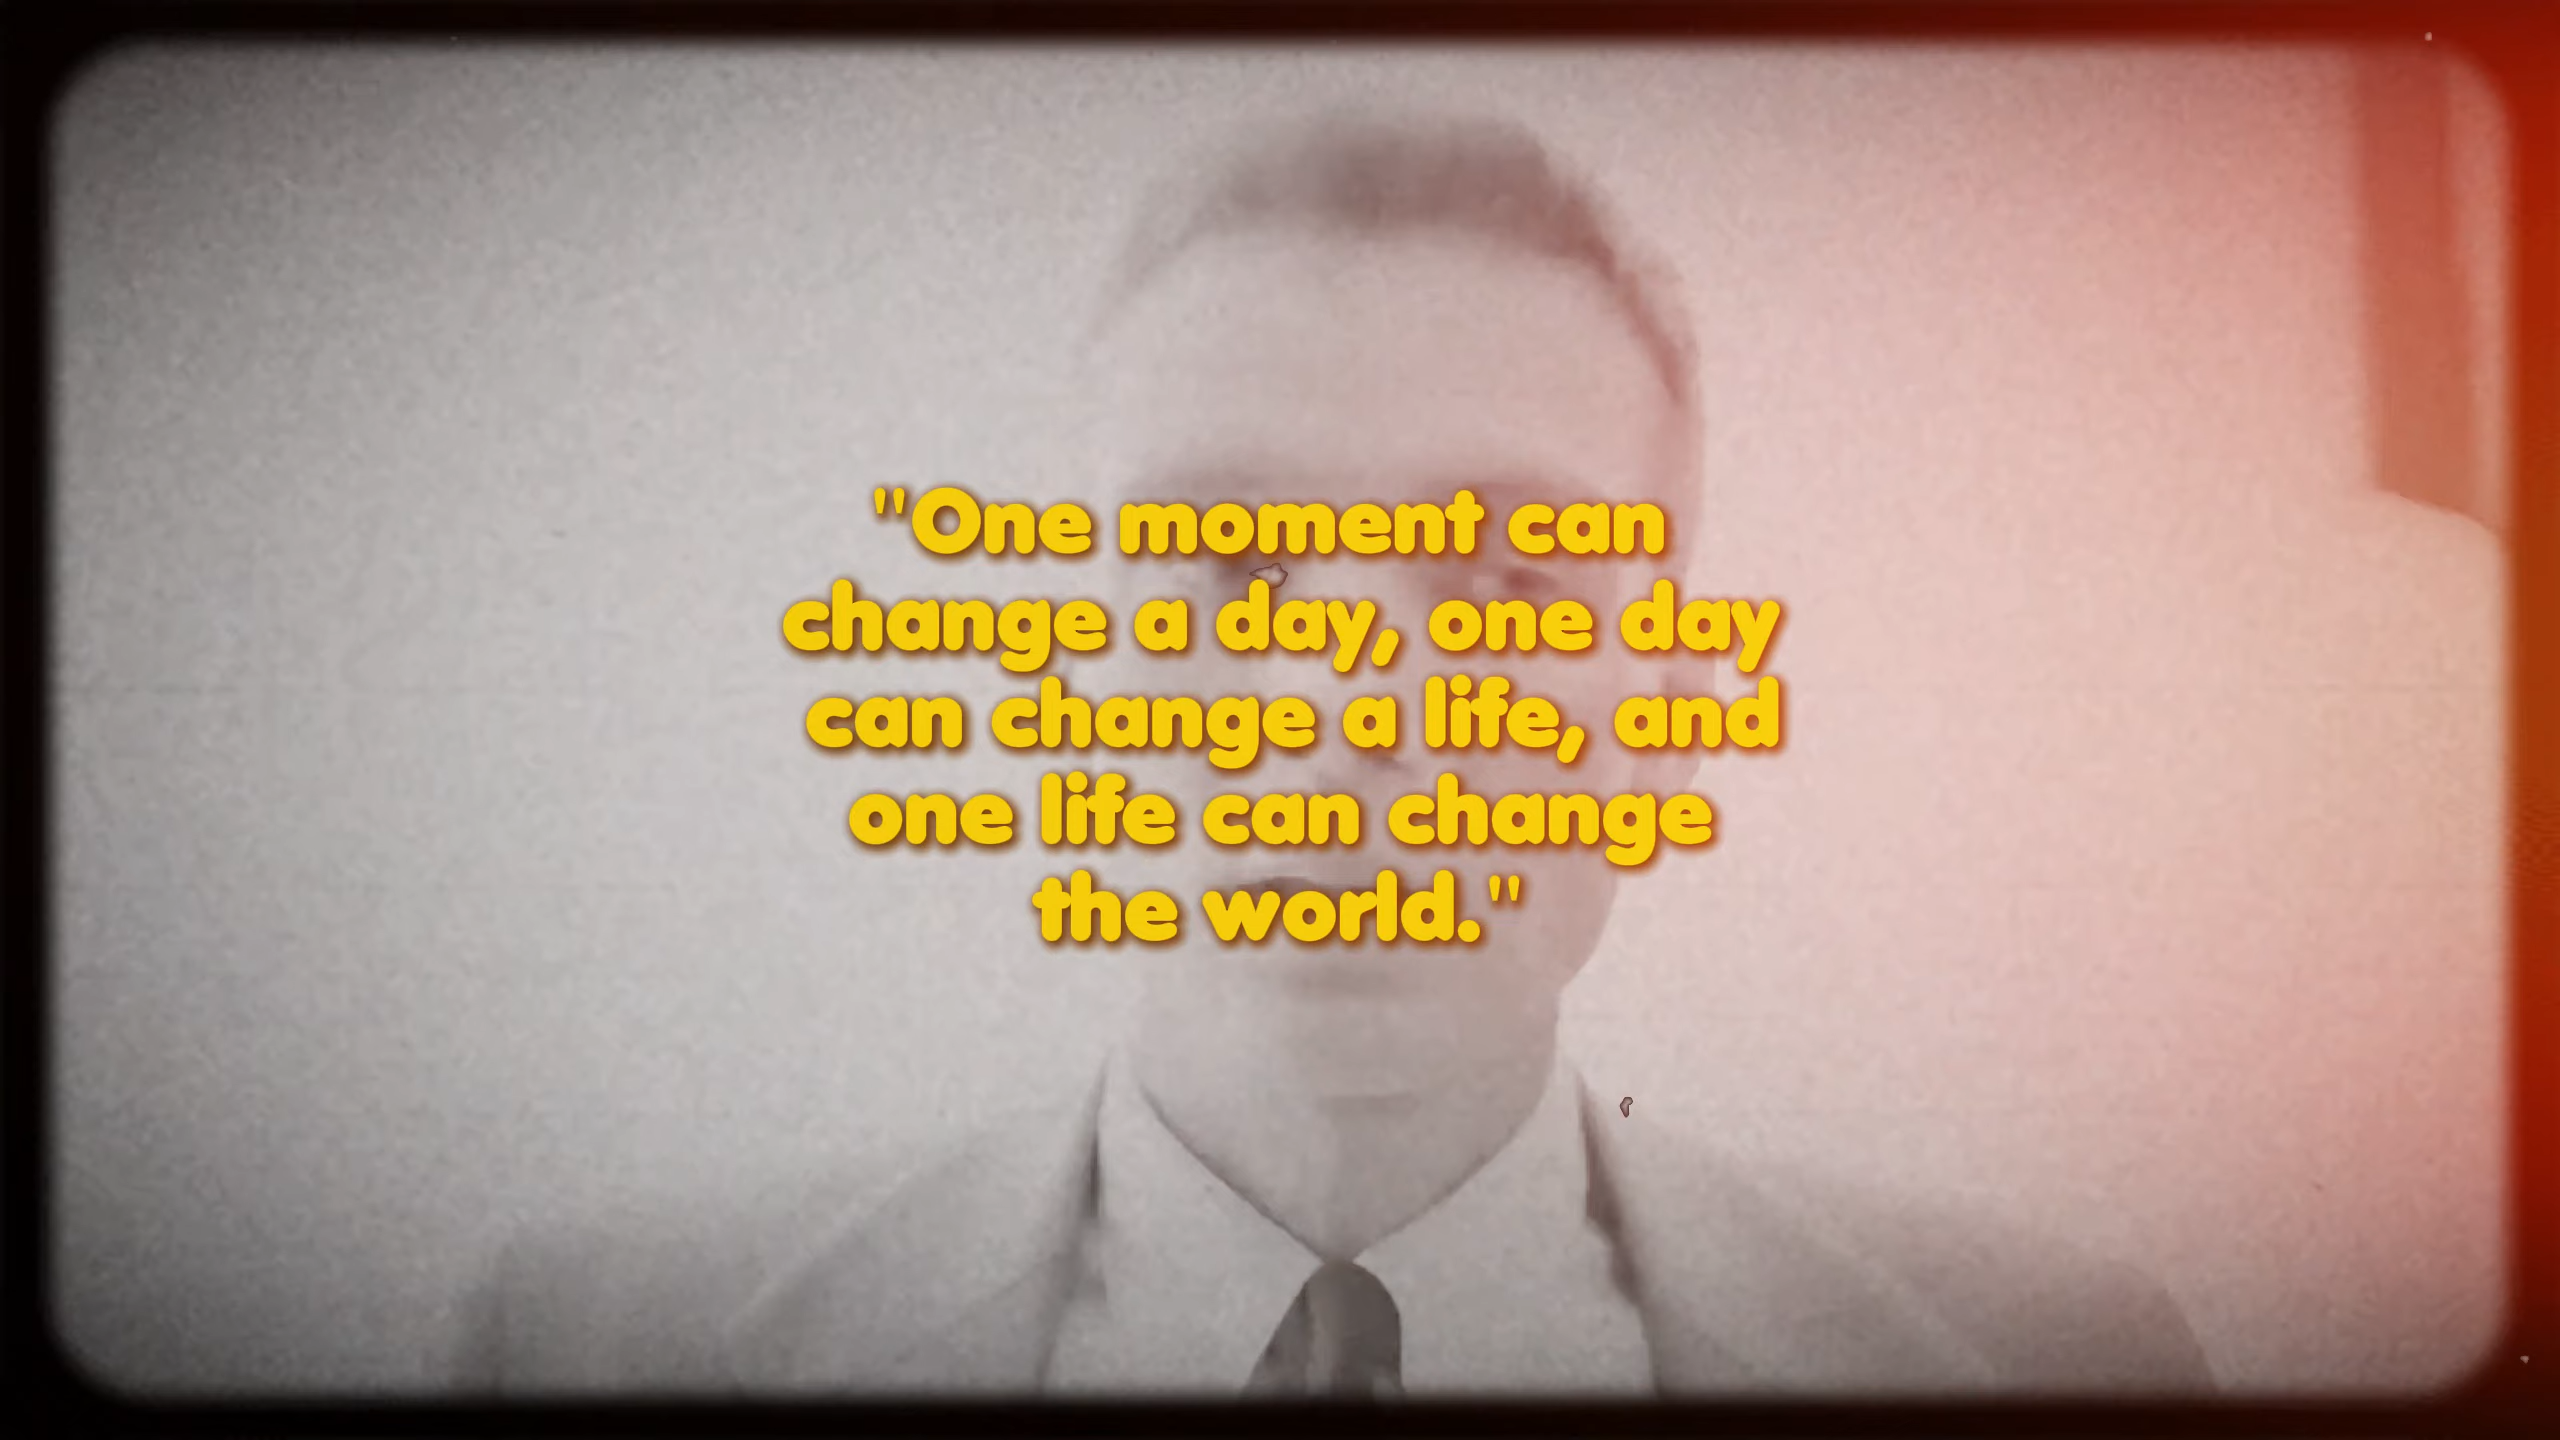 "One moment can
change a day, one day
can change a life, and
one life can change
the world."